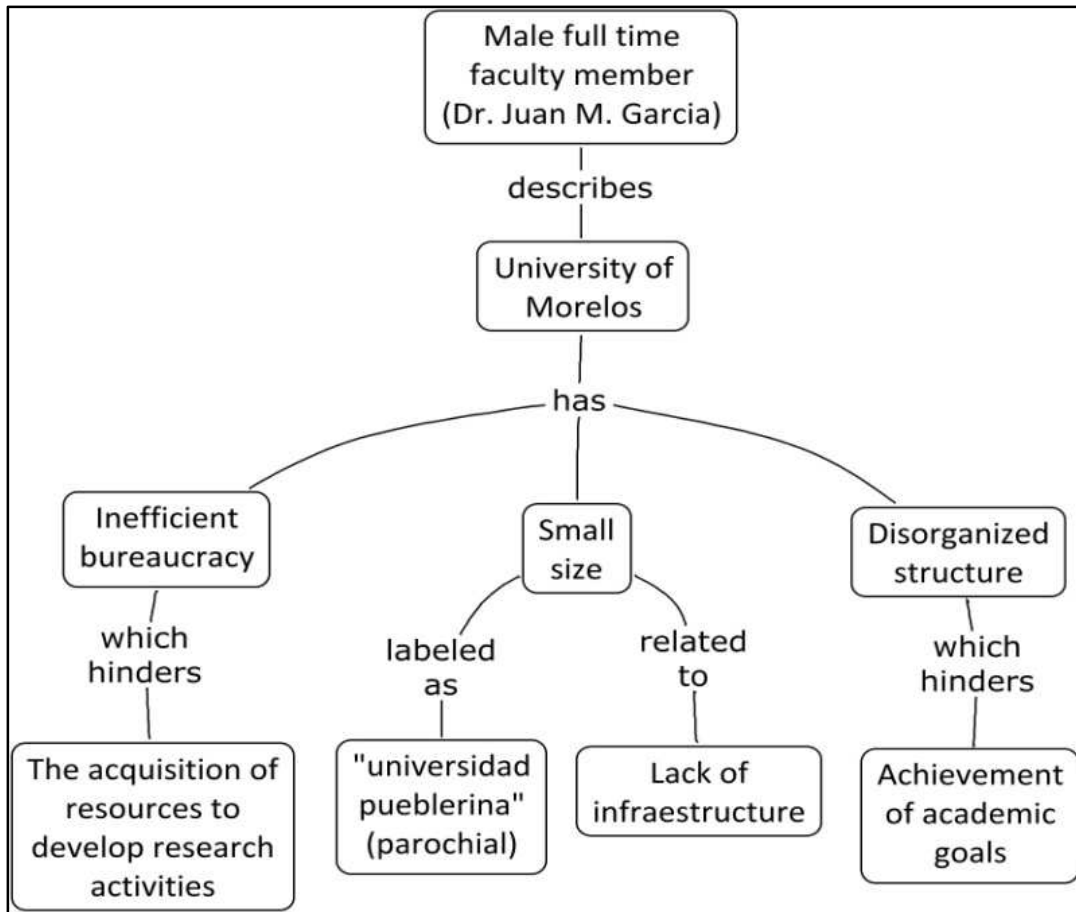 Male full time
faculty member
(Dr. Juan M. Garcia)
describes
University of
Morelos
has
Inefficient
bureaucracy
Small
size
Disorganized
structure
which
hinders
labeled
as
related
to
which
hinders
The acquisition of
resources to
develop research
activities
"universidad
pueblerina"
(parochial)
Lack of
infraestructure
Achievement
of academic
goals